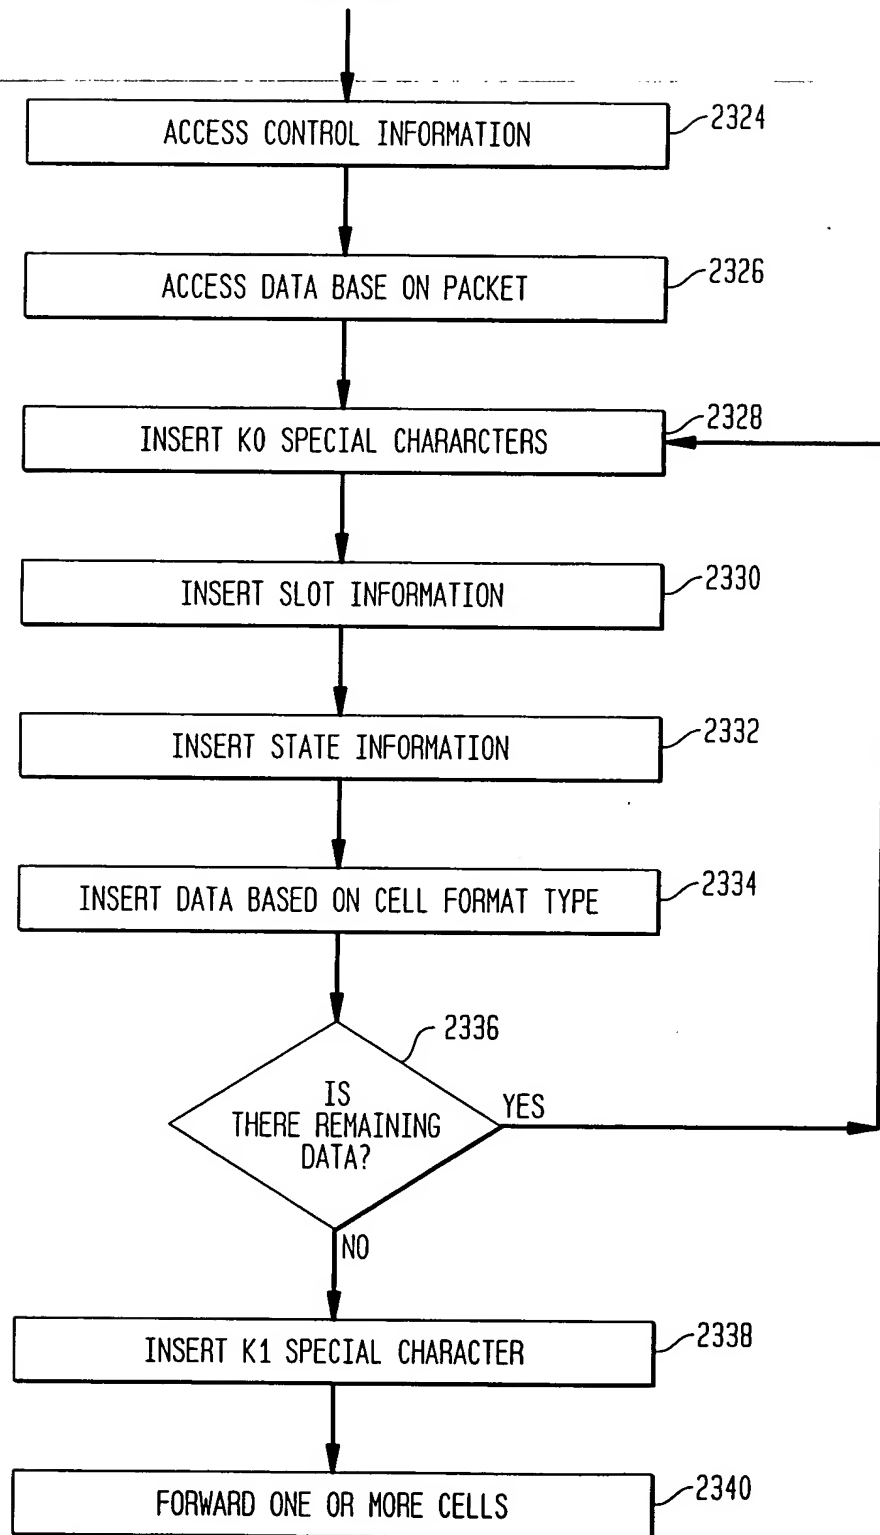 ACCESS CONTROL INFORMATION
2324
ACCESS DATA BASE ON PACKET
2326
INSERT K0 SPECIAL CHARARCTERS
2328
INSERT SLOT INFORMATION
2330
INSERT STATE INFORMATION
2332
INSERT DATA BASED ON CELL FORMAT TYPE
2334
2336
IS
THERE REMAINING
DATA?
YES
NO
INSERT K1 SPECIAL CHARACTER
2338
FORWARD ONE OR MORE CELLS
2340